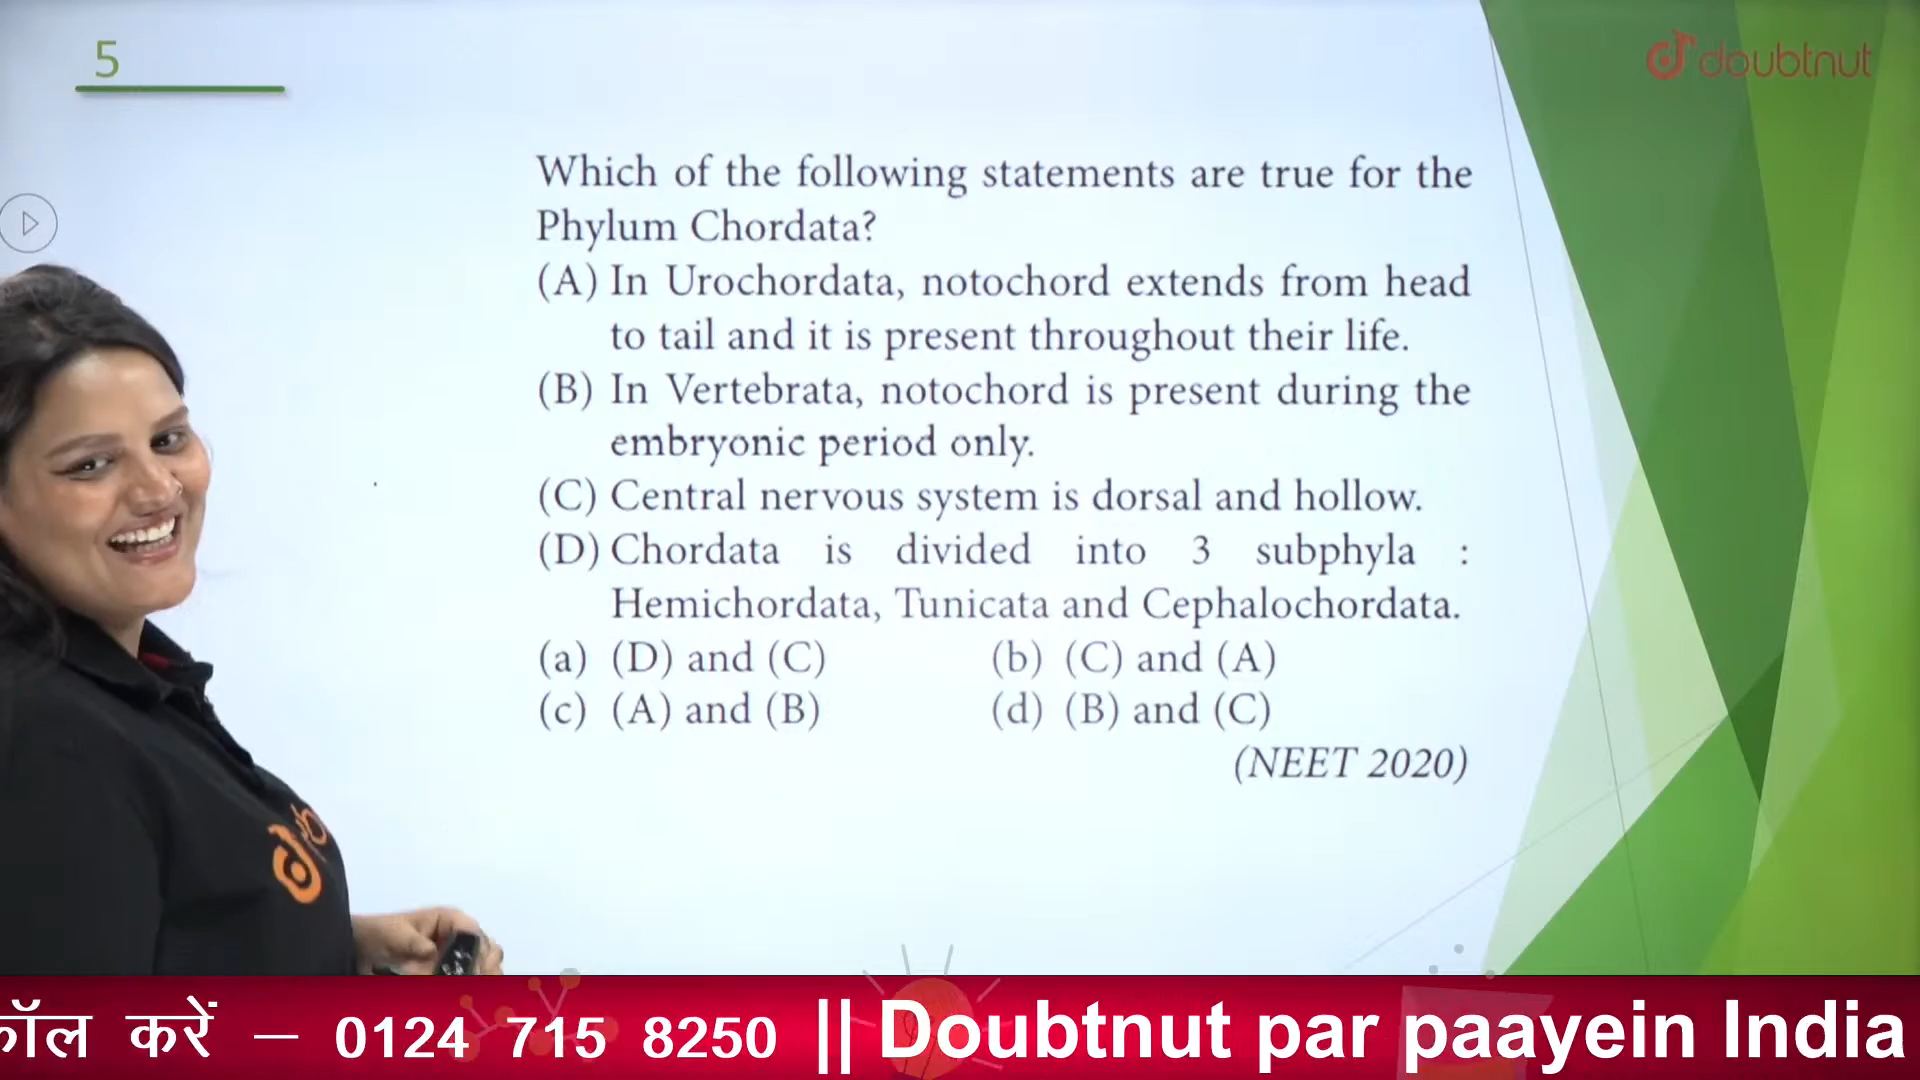 5
doubtnut
Which of the following statements are true for the
Phylum Chordata?
(A) In Urochordata, notochord extends from head
to tail and it is present throughout their life.
(B) In Vertebrata, notochord is present during the
embryonic period only.
(C) Central nervous system is dorsal and hollow.
(D) Chordata is divided into 3 subphyla :
Hemichordata, Tunicata and Cephalochordata.
(a) (D) and (C) (b) (C) and (A)
(c) (A) and (B) (d) (B) and (C)
(NEET 2020)
कॉल करें – 0124 715 8250 || Doubtnut par paayein India